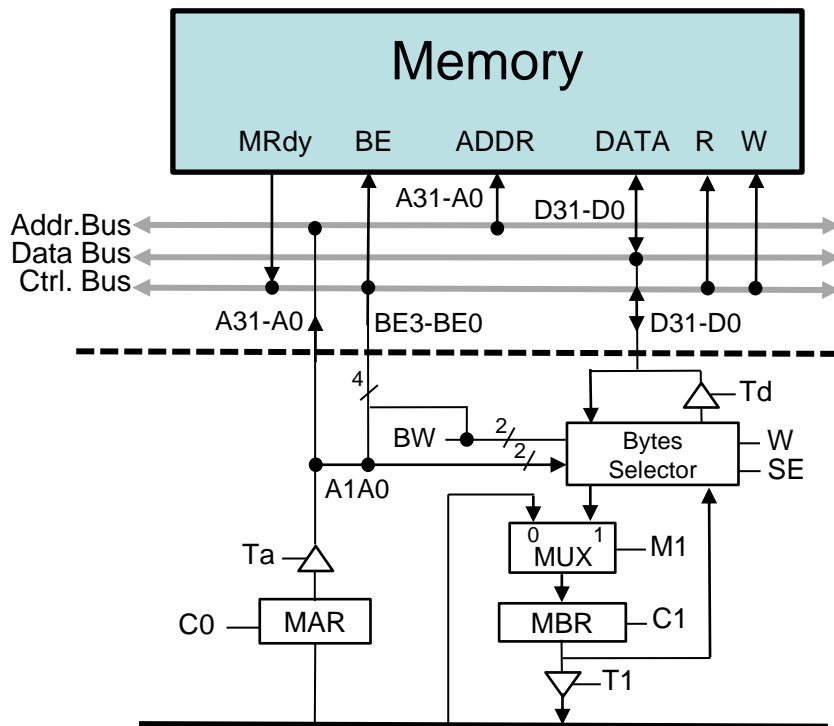 Memory
MRdy BE ADDR DATA R W
A31-A0 D31-D0
Addr.Bus
Data Bus
Ctrl. Bus
A31-A0 BE3-BE0 D31-D0
4
Td
BW 2 Bytes W
2 Selector SE
A1A0
0 1
MUX M1
Ta
C0 MAR MBR C1
T1